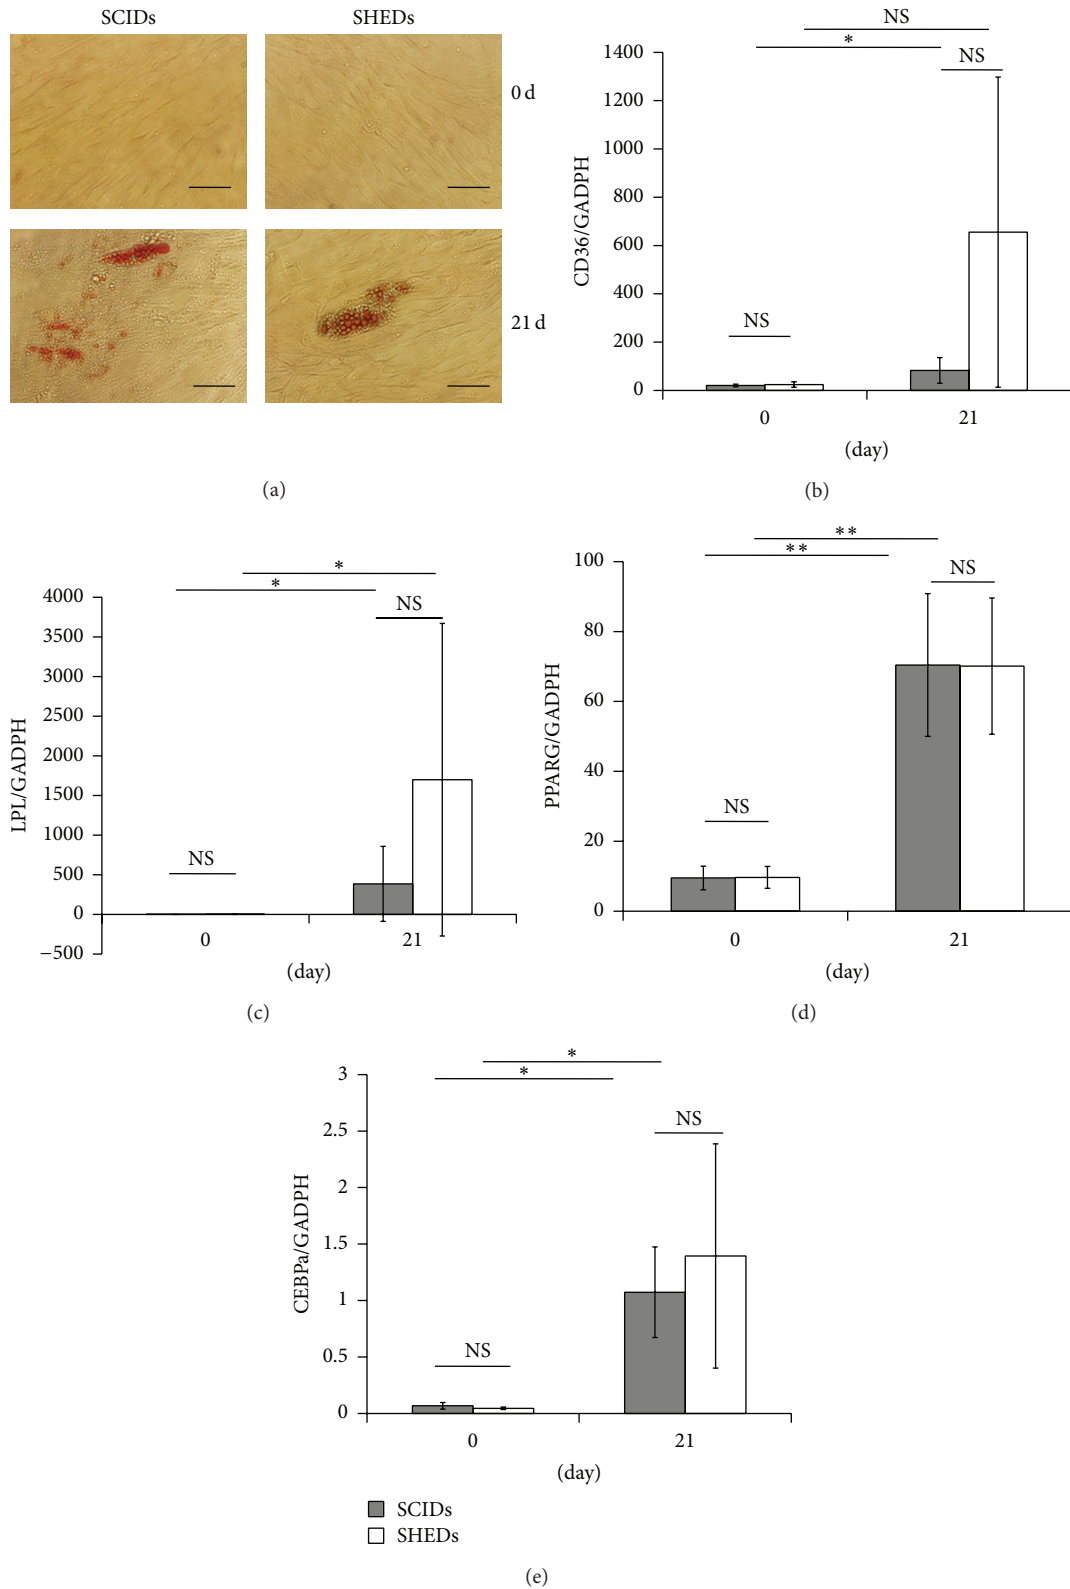 SCIDs SHEDs
0 d
21 d
(a)
NS
*
NS
1400
1200
1000
800
600
400
200
0
CD36/GADPH
NS
0 21
(day)
(b)
*
*
NS
4000
3500
3000
2500
2000
1500
1000
500
0
−500
LPL/GADPH
NS
0 21
(day)
(c)
**
**
NS
100
80
60
40
20
0
PPARG/GADPH
NS
0 21
(day)
(d)
*
*
NS
3
2.5
2
1.5
1
0.5
0
CEBPa/GADPH
NS
0 21
(day)
SCIDs
SHEDs
(e)